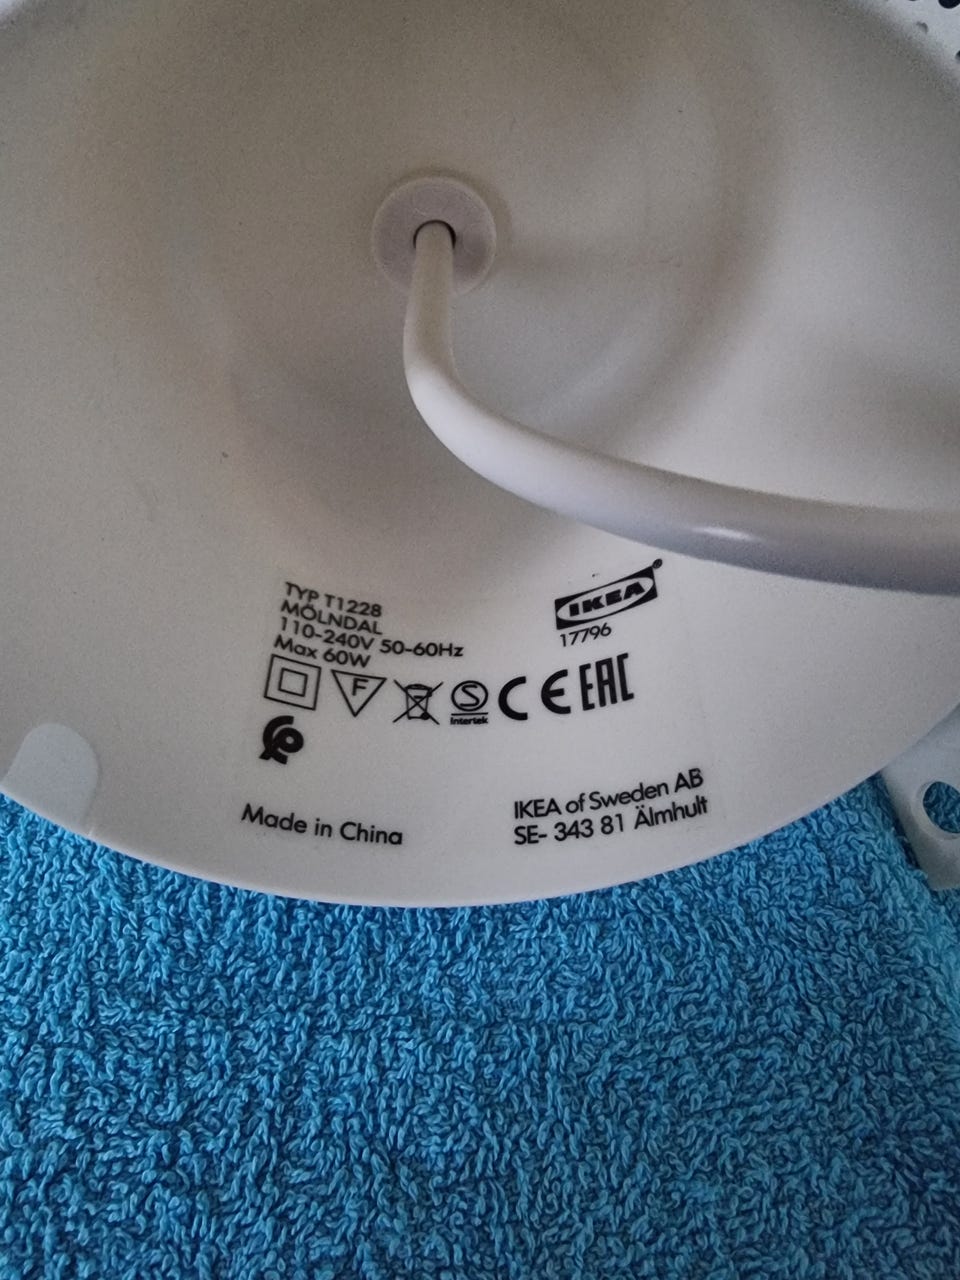 TYP T1228
MÖLNDAL
110-240V 50-60Hz
Max 60W
IKEA®
17796
F
S
Intertek
CE
EAC
Made in China
IKEA of Sweden AB
SE- 343 81 Älmhult